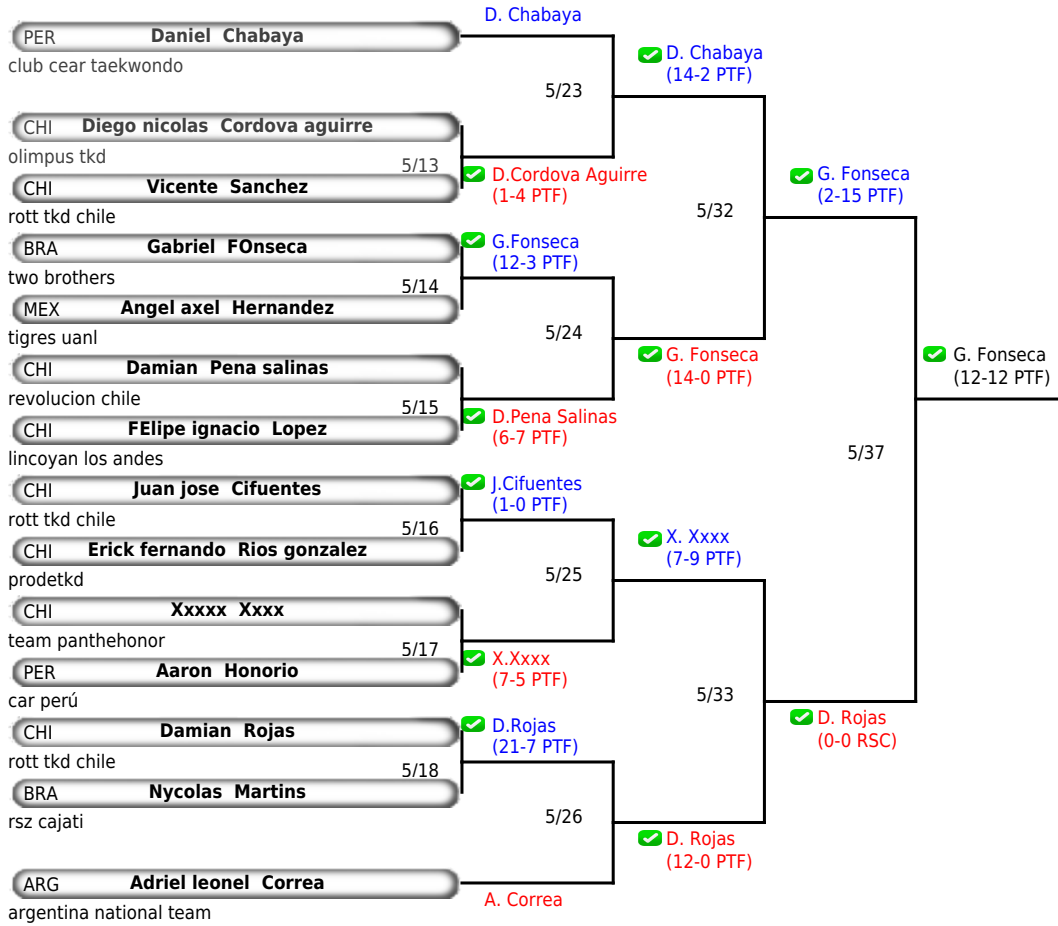 D. Chabaya
PER Daniel Chabaya
club cear taekwondo
5/23
D. Chabaya
(14-2 PTF)
CHI Diego nicolas Cordova aguirre
olimpus tkd
5/13
CHI Vicente Sanchez
rott tkd chile
D.Cordova Aguirre
(1-4 PTF)
5/32
G. Fonseca
(2-15 PTF)
BRA Gabriel FOnseca
two brothers
5/14
MEX Angel axel Hernandez
tigres uanl
G.Fonseca
(12-3 PTF)
5/24
G. Fonseca
(14-0 PTF)
CHI Damian Pena salinas
revolucion chile
5/15
CHI FElipe ignacio Lopez
lincoyan los andes
D.Pena Salinas
(6-7 PTF)
5/37
G. Fonseca
(12-12 PTF)
CHI Juan jose Cifuentes
rott tkd chile
5/16
CHI Erick fernando Rios gonzalez
prodetkd
J.Cifuentes
(1-0 PTF)
5/25
X. Xxxx
(7-9 PTF)
CHI Xxxxx Xxxx
team panthehonor
5/17
PER Aaron Honorio
car perú
X.Xxxx
(7-5 PTF)
5/33
D. Rojas
(0-0 RSC)
CHI Damian Rojas
rott tkd chile
5/18
BRA Nycolas Martins
rsz cajati
D.Rojas
(21-7 PTF)
5/26
D. Rojas
(12-0 PTF)
ARG Adriel leonel Correa
argentina national team
A. Correa